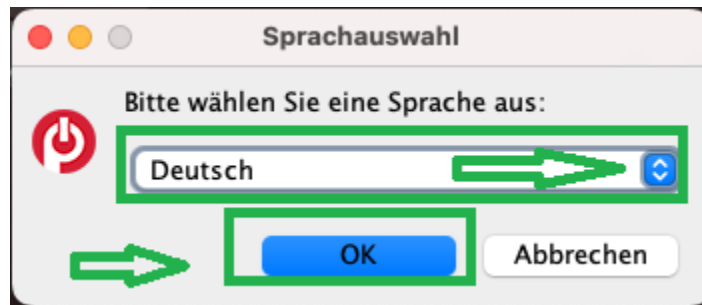 Sprachauswahl
Bitte wählen Sie eine Sprache aus:
Deutsch
OK Abbrechen